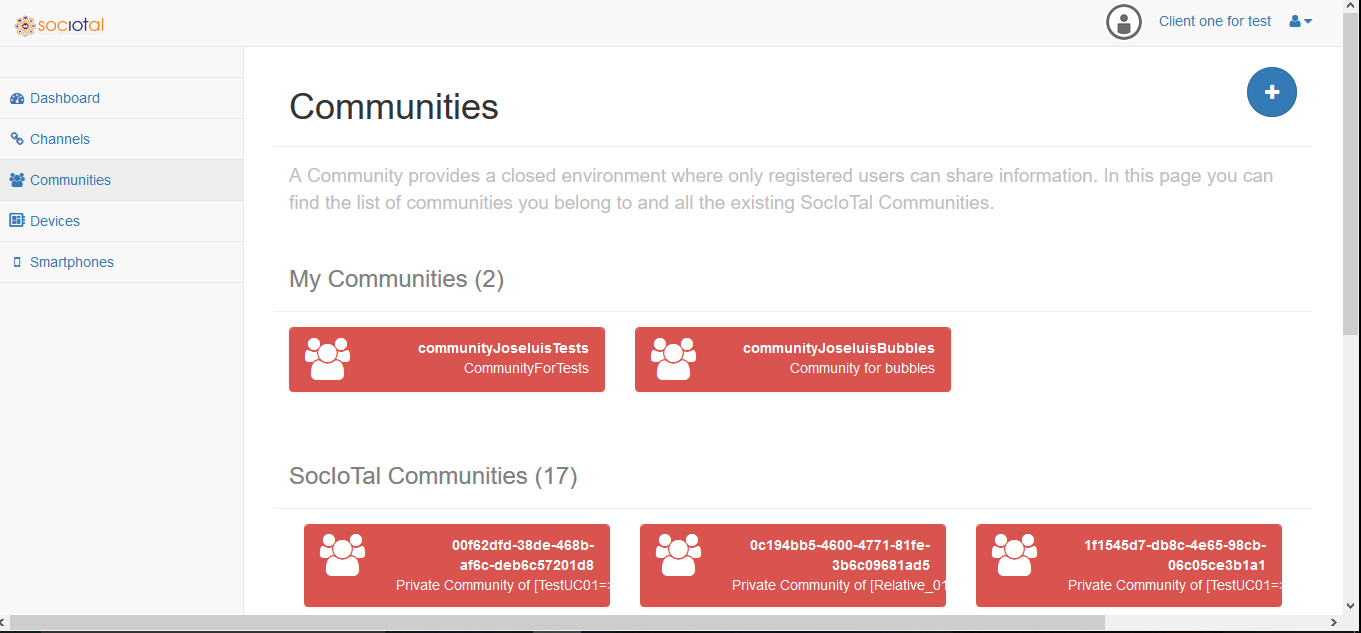 sociotal
Client one for test
Dashboard
Channels
Communities
Devices
Smartphones
Communities
A Community provides a closed environment where only registered users can share information. In this page you can
find the list of communities you belong to and all the existing SocIoTal Communities.
My Communities (2)
communityJoseluisTests
CommunityForTests
communityJoseluisBubbles
Community for bubbles
SocIoTal Communities (17)
00f62dfd-38de-468b-
af6c-deb6c57201d8
Private Community of [TestUC01=>
0c194bb5-4600-4771-81fe-
3b6c09681ad5
Private Community of [Relative_01
1f1545d7-db8c-4e65-98cb-
06c05ce3b1a1
Private Community of [TestUC01=>